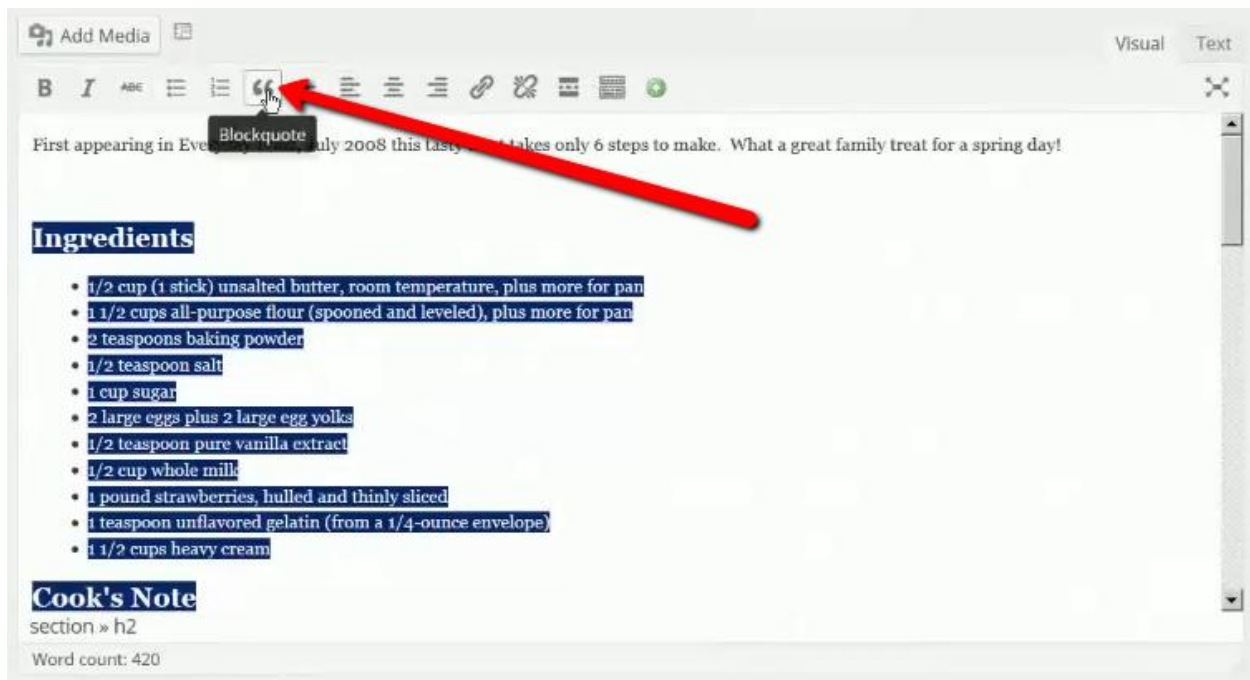 Add Media
Visual Text
B I ABC
Blockquote
First appearing in July 2008 this tasty takes only 6 steps to make. What a great family treat for a spring day!
Ingredients
• 1/2 cup (1 stick) unsalted butter, room temperature, plus more for pan
• 1 1/2 cups all-purpose flour (spooned and leveled), plus more for pan
• 2 teaspoons baking powder
• 1/2 teaspoon salt
• 1 cup sugar
• 2 large eggs plus 2 large egg yolks
• 1/2 teaspoon pure vanilla extract
• 1/2 cup whole milk
• 1 pound strawberries, hulled and thinly sliced
• 1 teaspoon unflavored gelatin (from a 1/4-ounce envelope)
• 1 1/2 cups heavy cream
Cook's Note
section » h2
Word count: 420